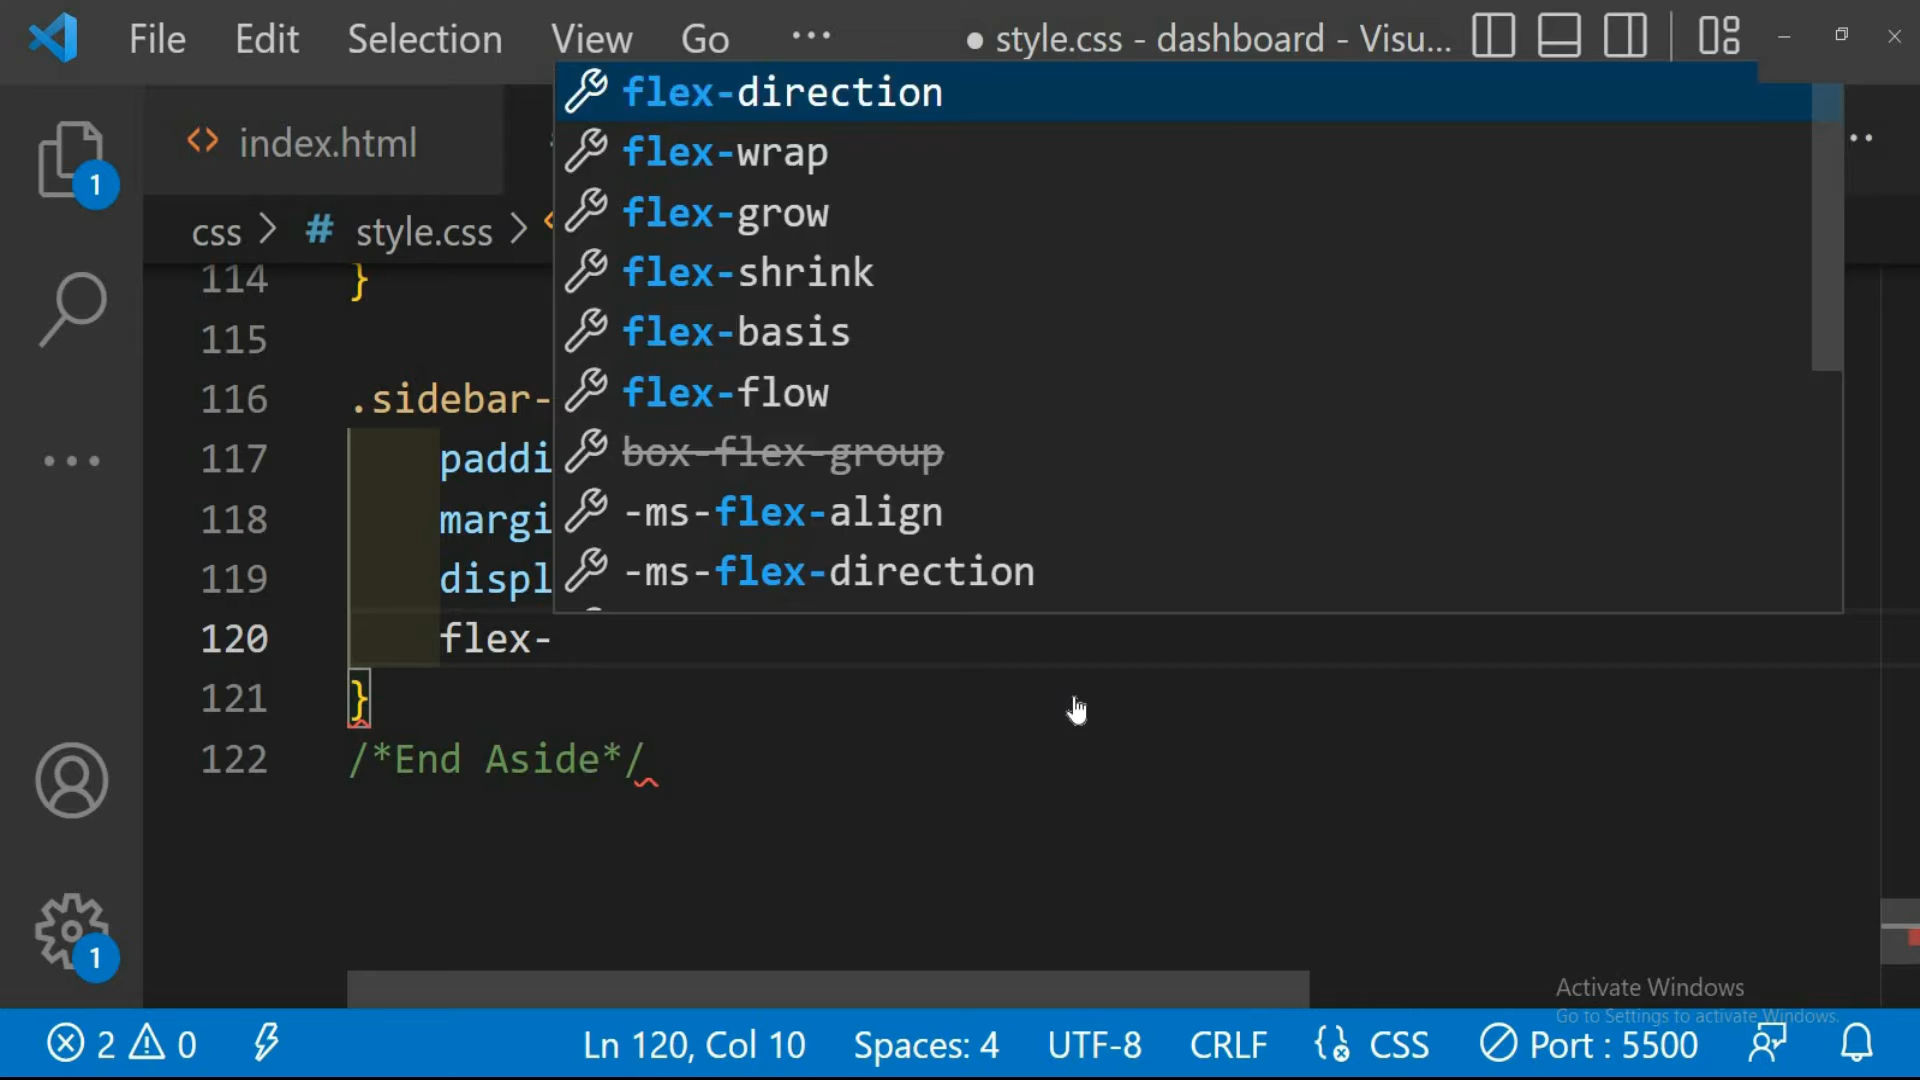 File Edit Selection View Go ··· ● style.css - dashboard - Visu...
index.html
css > # style.css >
flex-direction
flex-wrap
flex-grow
flex-shrink
flex-basis
flex-flow
box-flex-group
-ms-flex-align
-ms-flex-direction
114 }
115
116 .sidebar-
117 paddi
118 margi
119 displ
120 flex-
121 }
122 /*End Aside*/
1
1
Activate Windows
Go to Settings to activate Windows.
2 0 Ln 120, Col 10 Spaces: 4 UTF-8 CRLF CSS Port : 5500